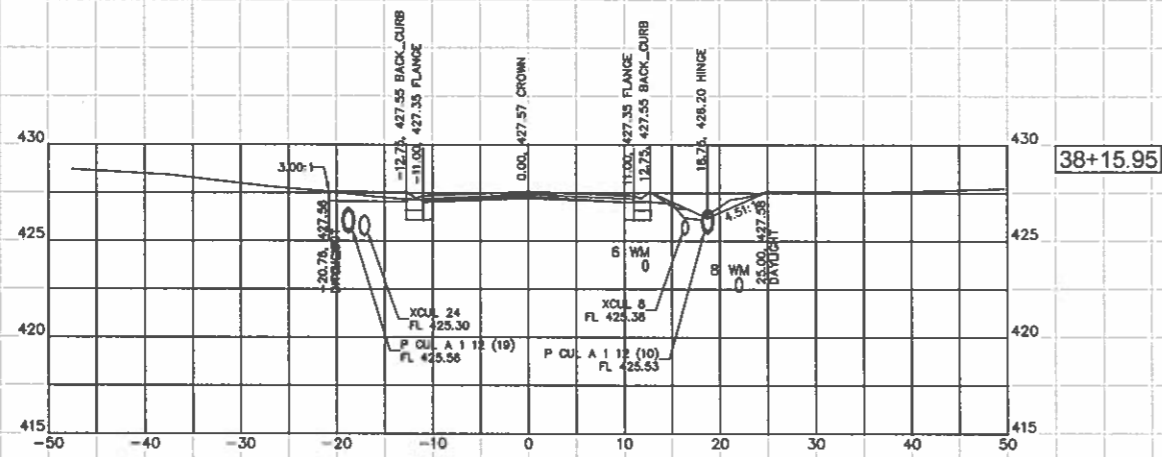 -12.75, 427.55 BACK_CURB
-11.00, 427.35 FLANGE
0.00, 427.57 CROWN
11.00, 427.35 FLANGE
12.75, 427.55 BACK_CURB
18.75, 426.20 HINGE
430
430
38+15.95
3.00:1
4.51:1
425
425
-20.78, 427.56
25.00, 427.58
DAYLIGHT
6 WM
8 WM
XCUL 24
FL 425.30
XCUL 8
FL 425.36
420
420
P CUL A 1 12 (19)
FL 425.56
P CUL A 1 12 (10)
FL 425.53
415
415
-50
-40
-30
-20
-10
0
10
20
30
40
50